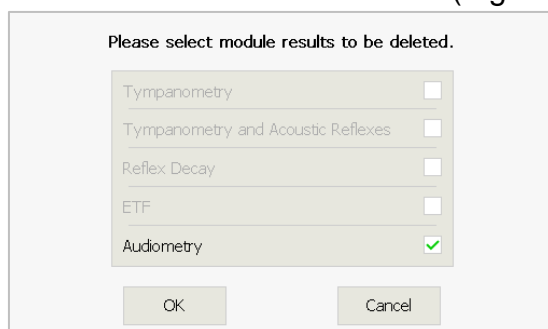 Please select module results to be deleted.
Tympanometry
Tympanometry and Acoustic Reflexes
Reflex Decay
ETF
Audiometry
OK Cancel